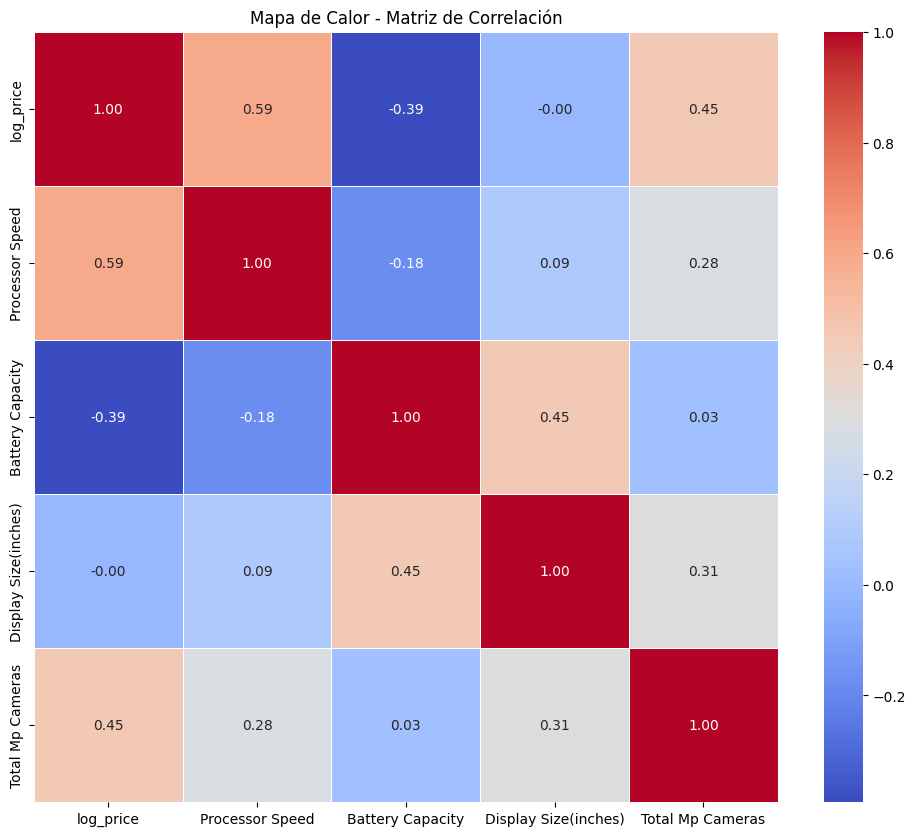 Mapa de Calor - Matriz de Correlación
log_price
1.00
0.59
-0.39
-0.00
0.45
Processor Speed
0.59
1.00
-0.18
0.09
0.28
Battery Capacity
-0.39
-0.18
1.00
0.45
0.03
Display Size(inches)
-0.00
0.09
0.45
1.00
0.31
Total Mp Cameras
0.45
0.28
0.03
0.31
1.00
log_price
Processor Speed
Battery Capacity
Display Size(inches)
Total Mp Cameras
1.0
0.8
0.6
0.4
0.2
0.0
−0.2